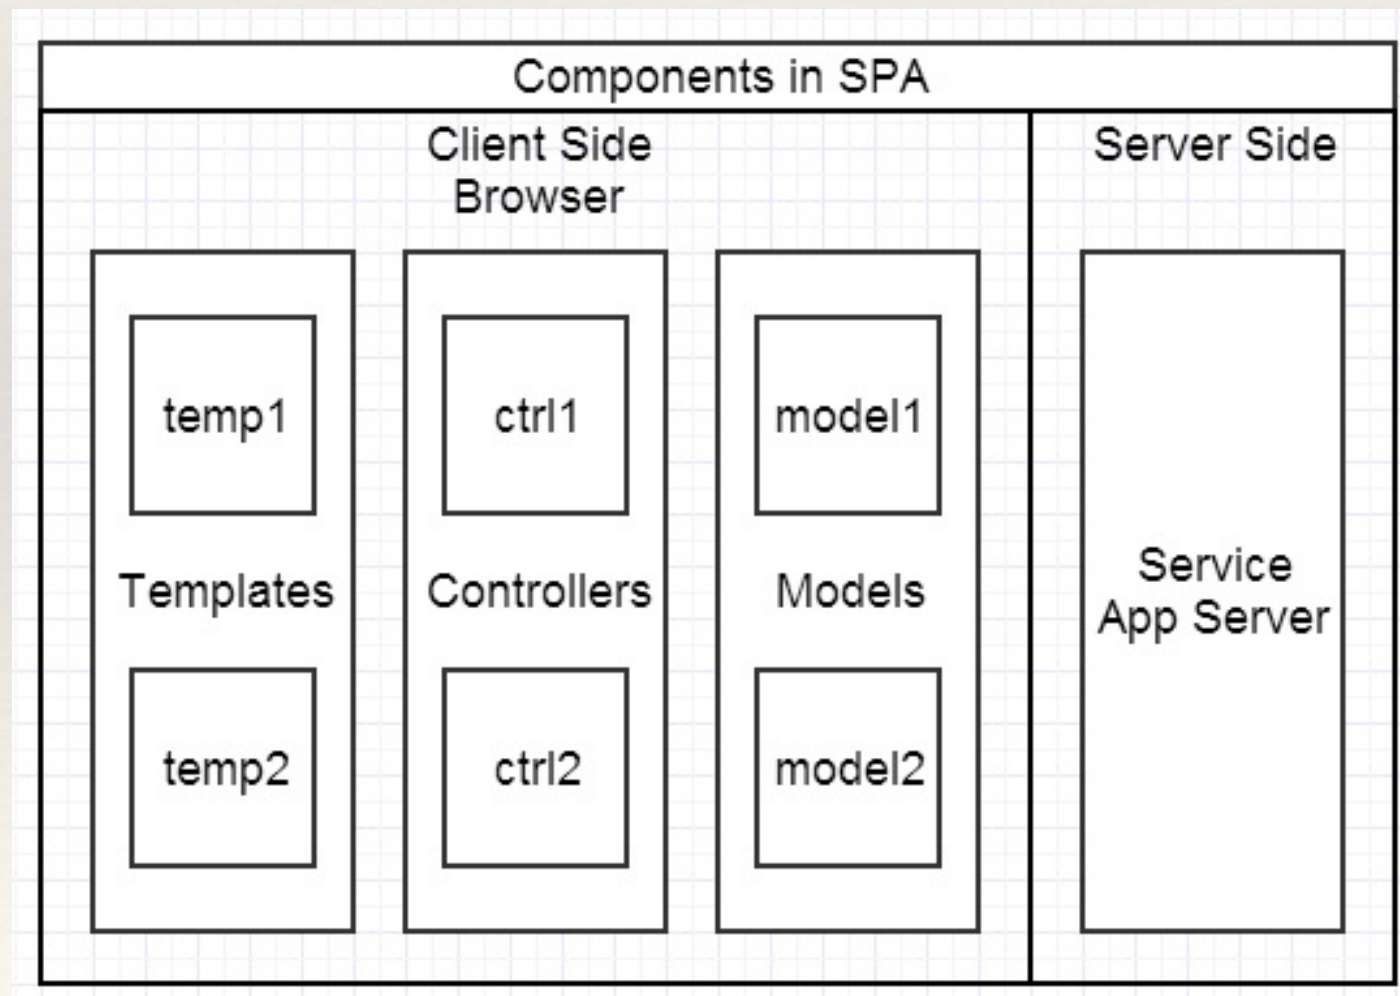 Components in SPA
Client Side
Browser
Server Side
temp1
Templates
temp2
ctrl1
Controllers
ctrl2
model1
Models
model2
Service
App Server